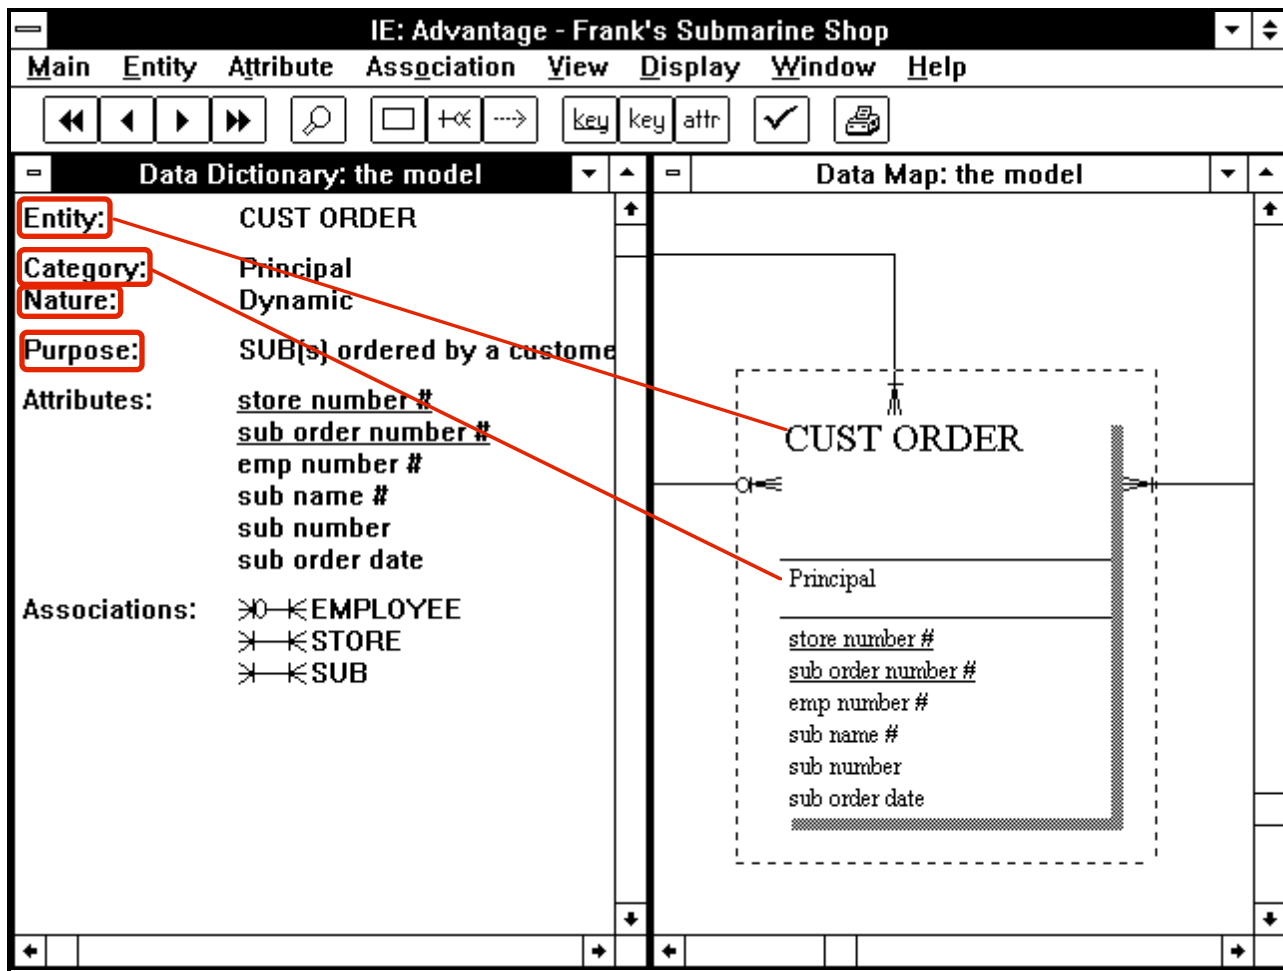 IE: Advantage - Frank's Submarine Shop
Main Entity Attribute Association View Display Window Help
key key attr
Data Dictionary: the model
Entity: CUST ORDER
Category: Principal
Nature: Dynamic
Purpose: SUB(s) ordered by a custome
Attributes: store number #
sub order number #
emp number #
sub name #
sub number
sub order date
Associations: EMPLOYEE
STORE
SUB
Data Map: the model
CUST ORDER
Principal
store number #
sub order number #
emp number #
sub name #
sub number
sub order date